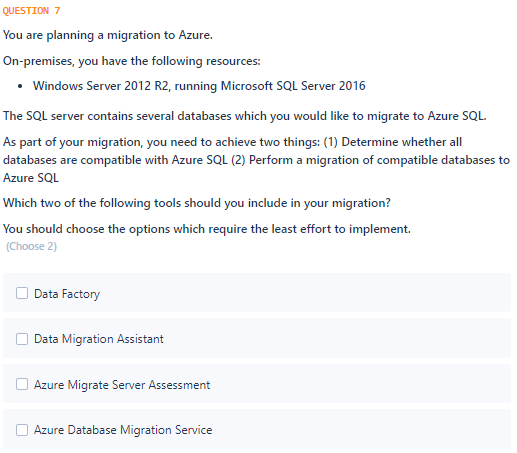 QUESTION 7
You are planning a migration to Azure.
On-premises, you have the following resources:
• Windows Server 2012 R2, running Microsoft SQL Server 2016
The SQL server contains several databases which you would like to migrate to Azure SQL.
As part of your migration, you need to achieve two things: (1) Determine whether all
databases are compatible with Azure SQL (2) Perform a migration of compatible databases to
Azure SQL
Which two of the following tools should you include in your migration?
You should choose the options which require the least effort to implement.
(Choose 2)
Data Factory
Data Migration Assistant
Azure Migrate Server Assessment
Azure Database Migration Service